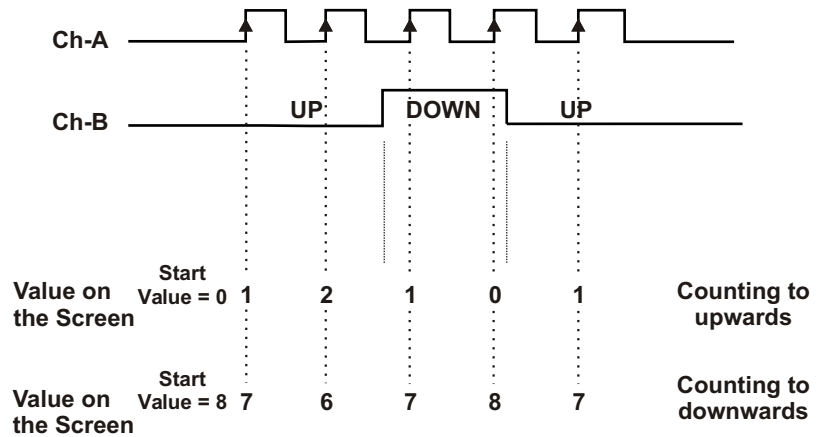 Ch-A
Ch-B
UP DOWN UP
Value on the Screen
Start Value = 0
1 2 1 0 1
Counting to upwards
Value on the Screen
Start Value = 8
7 6 7 8 7
Counting to downwards